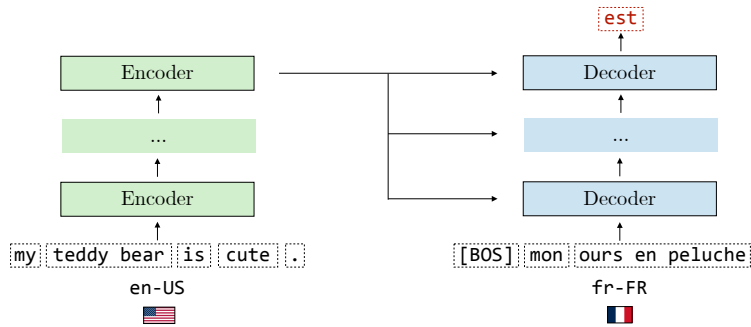 est
Encoder
Decoder
...
...
Encoder
Decoder
my teddy bear is cute .
[BOS] mon ours en peluche
en-US
fr-FR